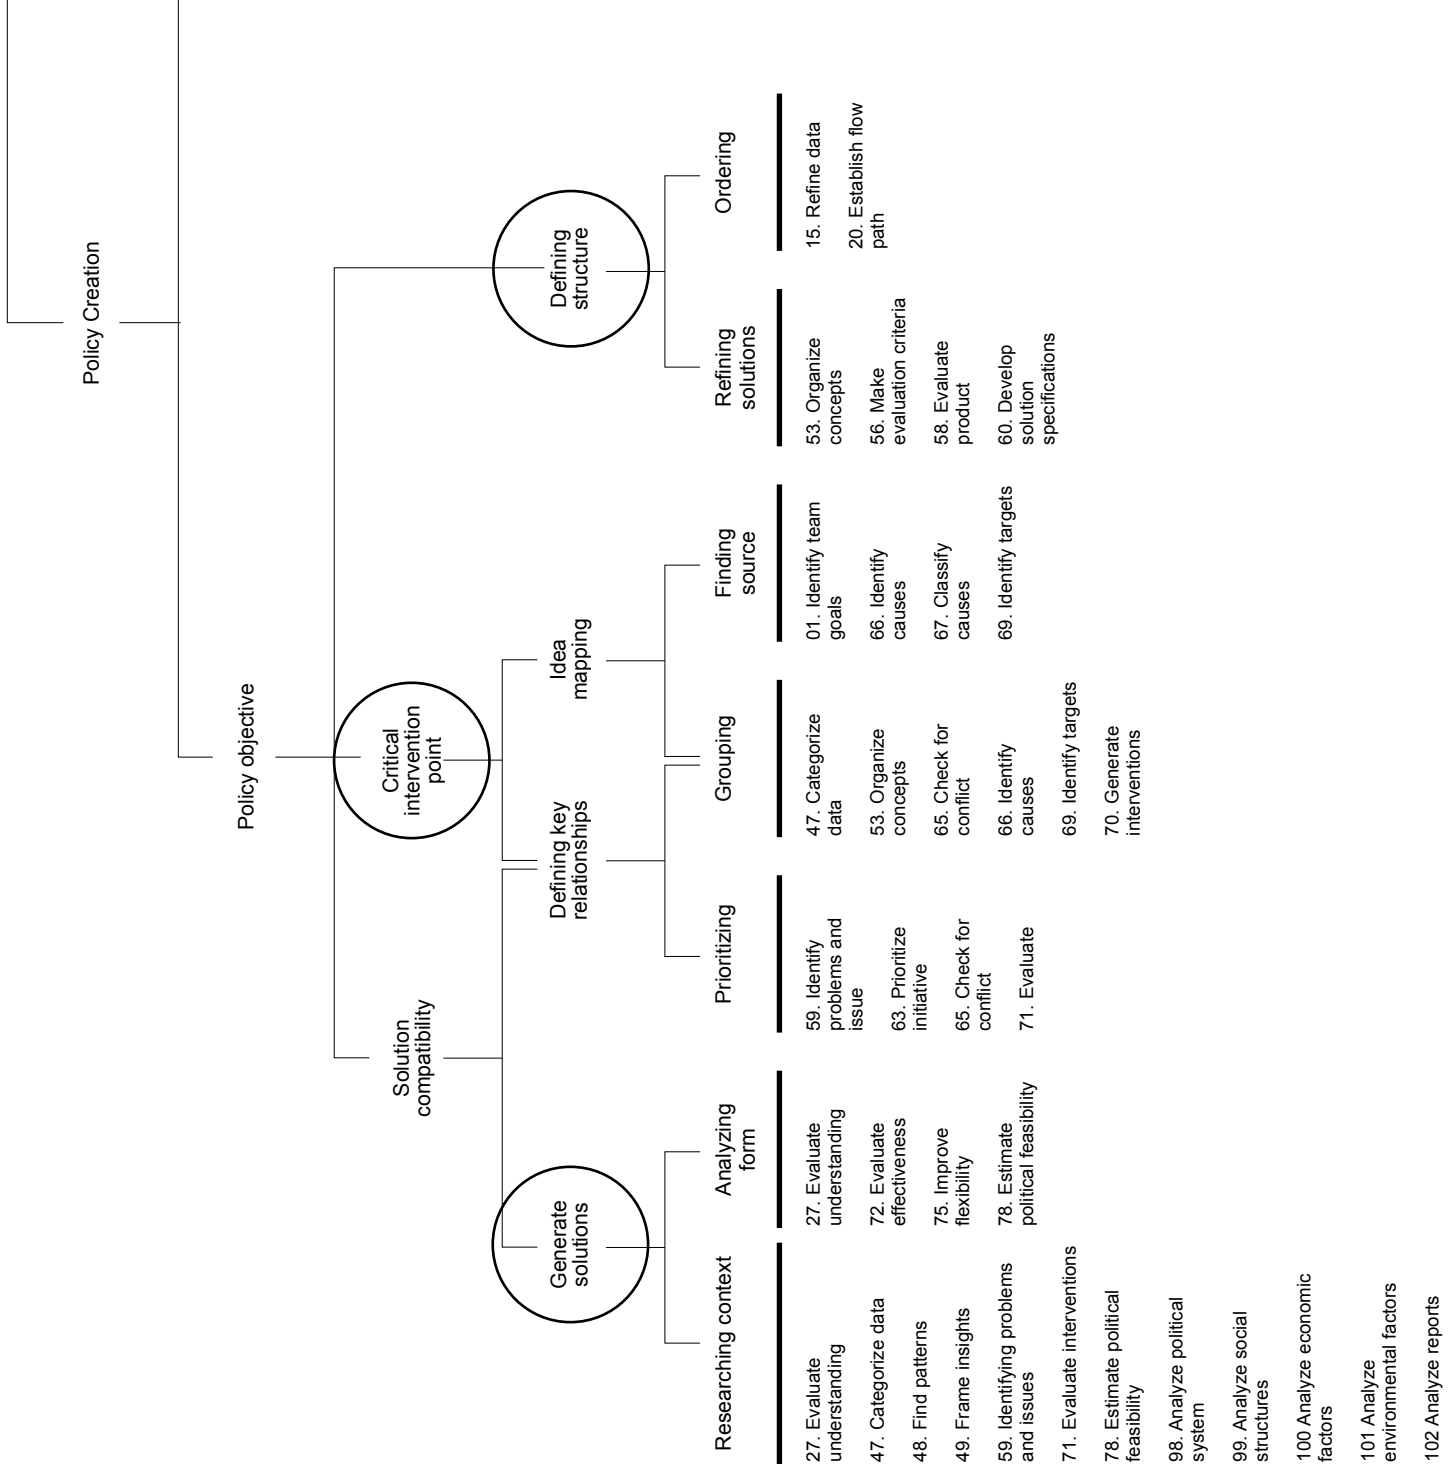 Policy Creation
Policy objective
Solution
compatibility
Critical
intervention
point
Generate
solutions
Defining key
relationships
Idea
mapping
Defining
structure
Researching context
27. Evaluate
understanding
47. Categorize data
48. Find patterns
49. Frame insights
59. Identifying problems
and issues
71. Evaluate interventions
78. Estimate political
feasibility
98. Analyze political
system
99. Analyze social
structures
100 Analyze economic
factors
101 Analyze
environmental factors
102 Analyze reports
Analyzing
form
27. Evaluate
understanding
72. Evaluate
effectiveness
75. Improve
flexibility
78. Estimate
political feasibility
Prioritizing
59. Identify
problems and
issue
63. Prioritize
initiative
65. Check for
conflict
71. Evaluate
Grouping
47. Categorize
data
53. Organize
concepts
65. Check for
conflict
66. Identify
causes
69. Identify targets
70. Generate
interventions
Finding
source
01. Identify team
goals
66. Identify
causes
67. Classify
causes
69. Identify targets
Refining
solutions
53. Organize
concepts
56. Make
evaluation criteria
58. Evaluate
product
60. Develop
solution
specifications
Ordering
15. Refine data
20. Establish flow
path